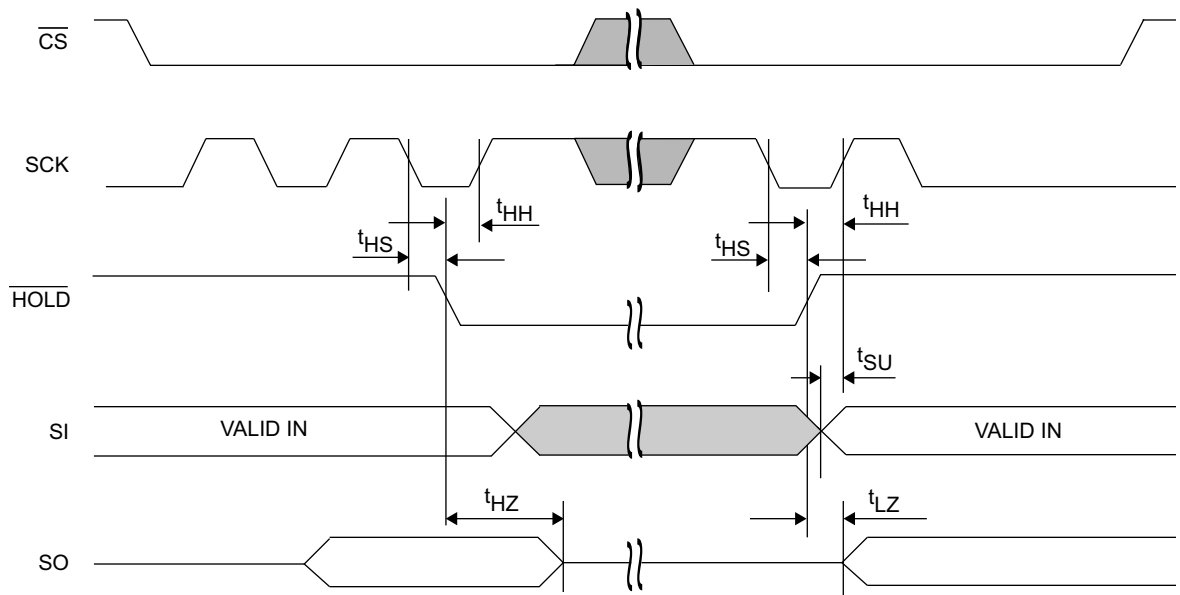 CS
SCK
tHH
tHH
tHS
tHS
HOLD
tSU
SI
VALID IN
VALID IN
tHZ
tLZ
SO